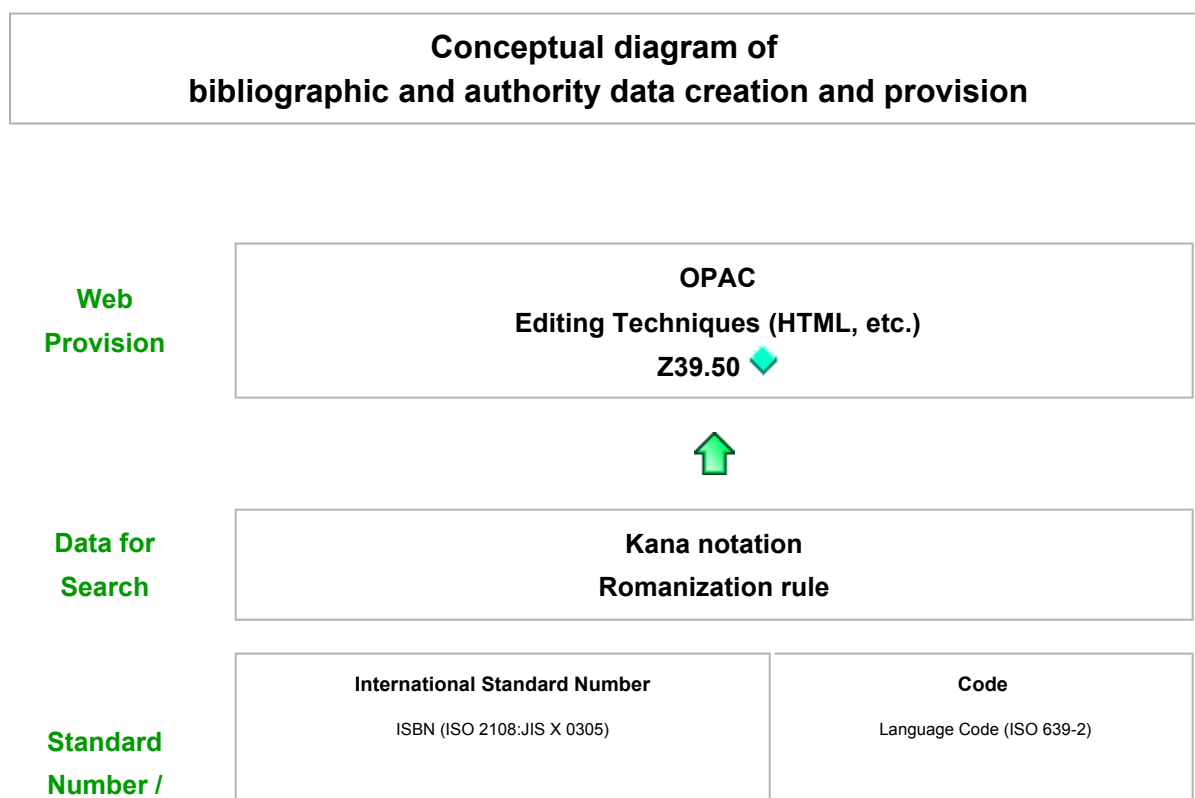 Conceptual diagram of
bibliographic and authority data creation and provision
Web
Provision
OPAC
Editing Techniques (HTML, etc.)
Z39.50
Data for
Search
Kana notation
Romanization rule
Standard
Number /
International Standard Number
ISBN (ISO 2108:JIS X 0305)
Code
Language Code (ISO 639-2)